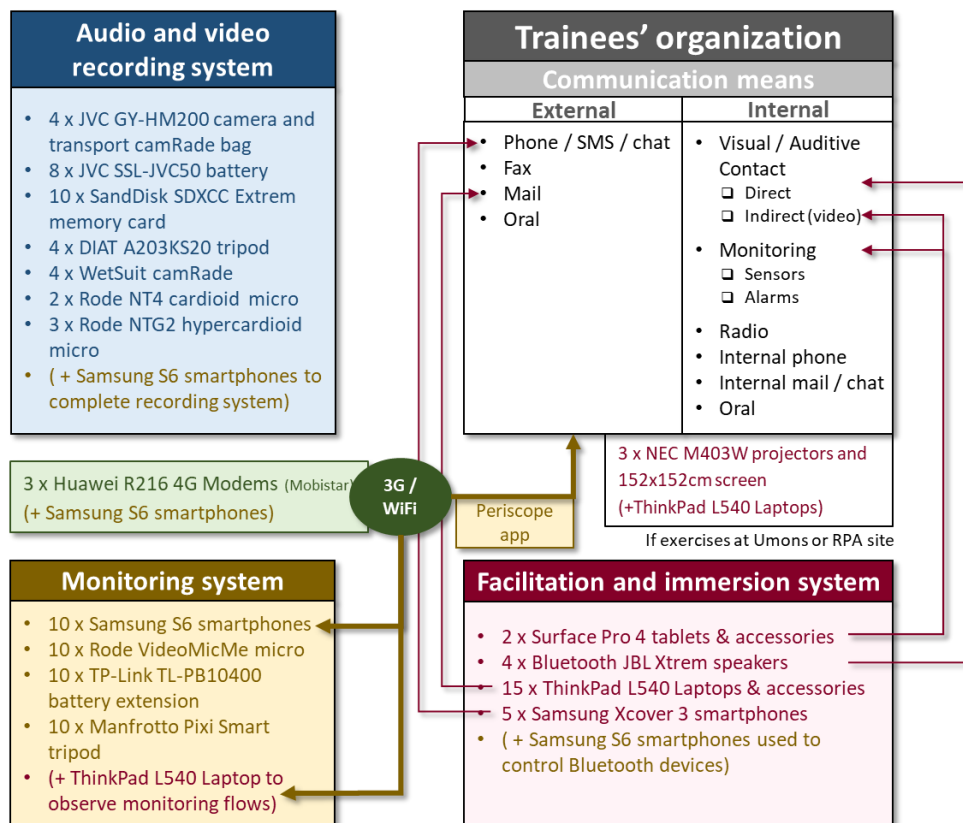 Audio and video
recording system
• 4 x JVC GY-HM200 camera and
transport camRade bag
• 8 x JVC SSL-JVC50 battery
• 10 x SandDisk SDXCC Extrem
memory card
• 4 x DIAT A203KS20 tripod
• 4 x WetSuit camRade
• 2 x Rode NT4 cardioid micro
• 3 x Rode NTG2 hypercardioid
micro
• ( + Samsung S6 smartphones to
complete recording system)
Trainees’ organization
Communication means
External
• Phone / SMS / chat
• Fax
• Mail
• Oral
Internal
• Visual / Auditive
Contact
❑ Direct
❑ Indirect (video)
• Monitoring
❑ Sensors
❑ Alarms
• Radio
• Internal phone
• Internal mail / chat
• Oral
3 x NEC M403W projectors and
152x152cm screen
(+ThinkPad L540 Laptops)
If exercises at Umons or RPA site
3 x Huawei R216 4G Modems (Mobistar)
(+ Samsung S6 smartphones)
3G /
WiFi
Periscope
app
Monitoring system
• 10 x Samsung S6 smartphones
• 10 x Rode VideoMicMe micro
• 10 x TP-Link TL-PB10400
battery extension
• 10 x Manfrotto Pixi Smart
tripod
• (+ ThinkPad L540 Laptop to
observe monitoring flows)
Facilitation and immersion system
• 2 x Surface Pro 4 tablets & accessories
• 4 x Bluetooth JBL Xtrem speakers
• 15 x ThinkPad L540 Laptops & accessories
• 5 x Samsung Xcover 3 smartphones
• ( + Samsung S6 smartphones used to
control Bluetooth devices)